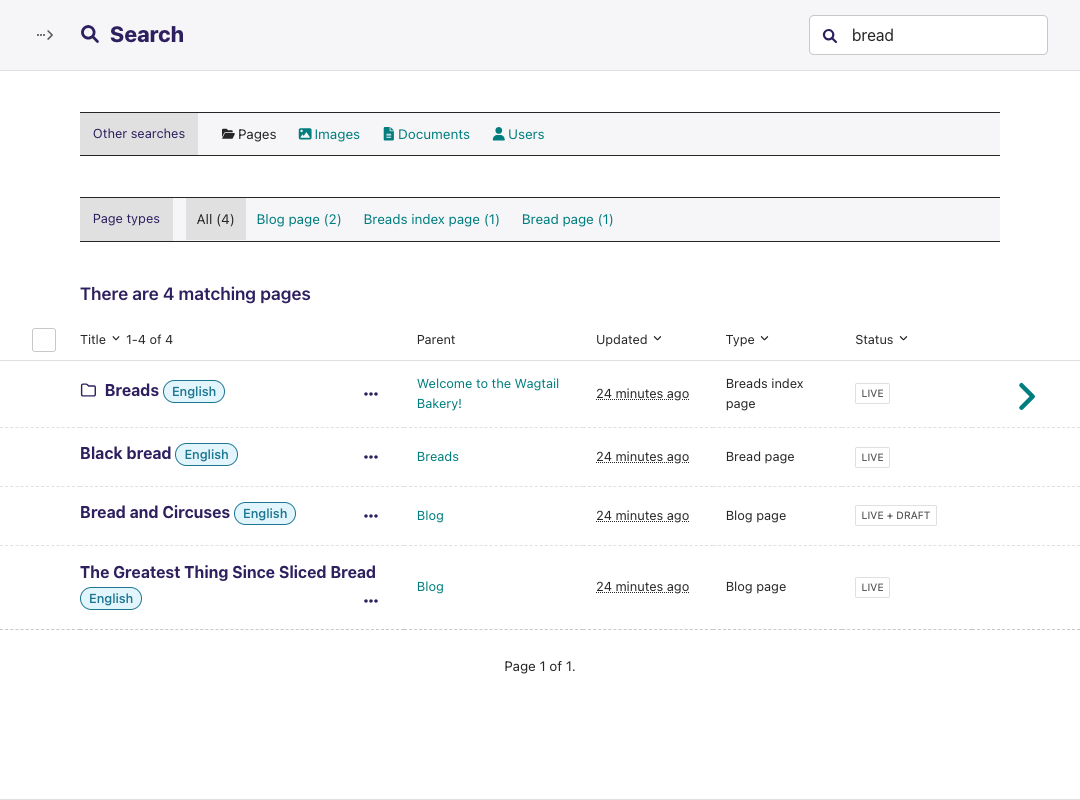 Search
bread
Other searches Pages Images Documents Users
Page types All (4) Blog page (2) Breads index page (1) Bread page (1)
There are 4 matching pages
Title 1-4 of 4 Parent Updated Type Status
Breads English Welcome to the Wagtail Bakery! 24 minutes ago Breads index page LIVE
Black bread English Breads 24 minutes ago Bread page LIVE
Bread and Circuses English Blog 24 minutes ago Blog page LIVE + DRAFT
The Greatest Thing Since Sliced Bread
English Blog 24 minutes ago Blog page LIVE
Page 1 of 1.